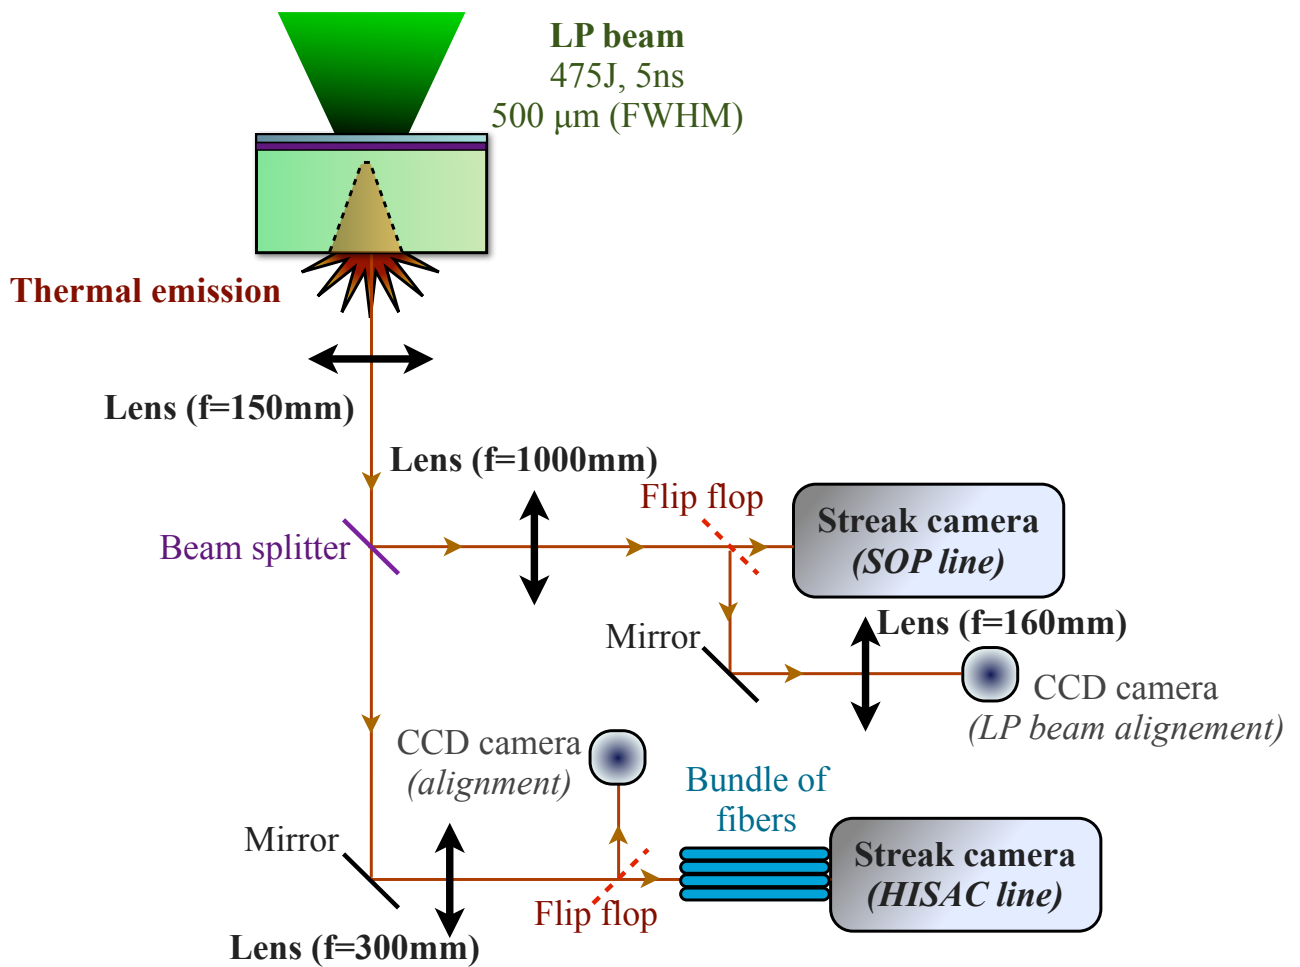 LP beam
475J, 5ns
500 μm (FWHM)
Thermal emission
Lens (f=150mm)
Lens (f=1000mm)
Flip flop
Streak camera
(SOP line)
Beam splitter
Lens (f=160mm)
Mirror
CCD camera
(LP beam alignement)
CCD camera
(alignment)
Bundle of
fibers
Mirror
Streak camera
(HISAC line)
Flip flop
Lens (f=300mm)